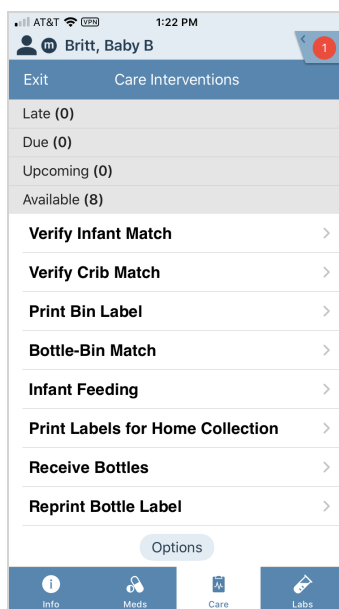 AT&T VPN 1:22 PM
m Britt, Baby B 1
Exit Care Interventions
Late (0)
Due (0)
Upcoming (0)
Available (8)
Verify Infant Match
Verify Crib Match
Print Bin Label
Bottle-Bin Match
Infant Feeding
Print Labels for Home Collection
Receive Bottles
Reprint Bottle Label
Options
Info Meds Care Labs